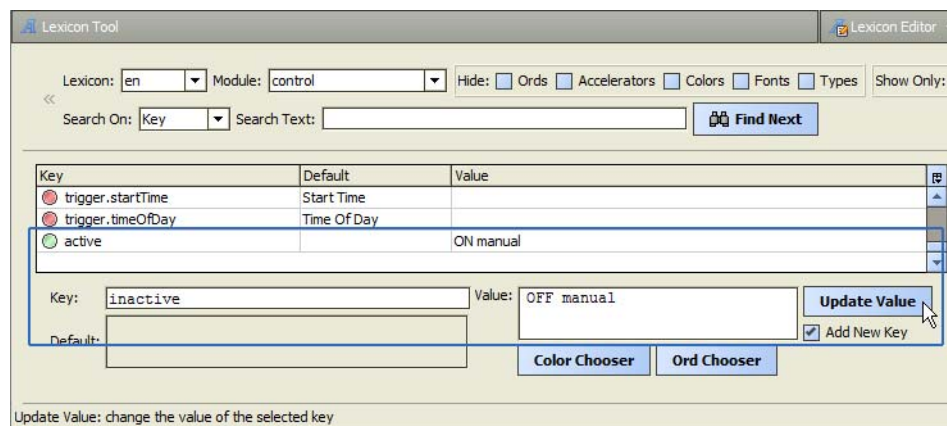 Lexicon Tool Lexicon Editor
Lexicon: en Module: control Hide: Ords Accelerators Colors Fonts Types Show Only:
Search On: Key Search Text: Find Next
Key Default Value
trigger.startTime Start Time
trigger.timeOfDay Time Of Day
active ON manual
Key: inactive Value: OFF manual Update Value
Default: Add New Key
Color Chooser Ord Chooser
Update Value: change the value of the selected key